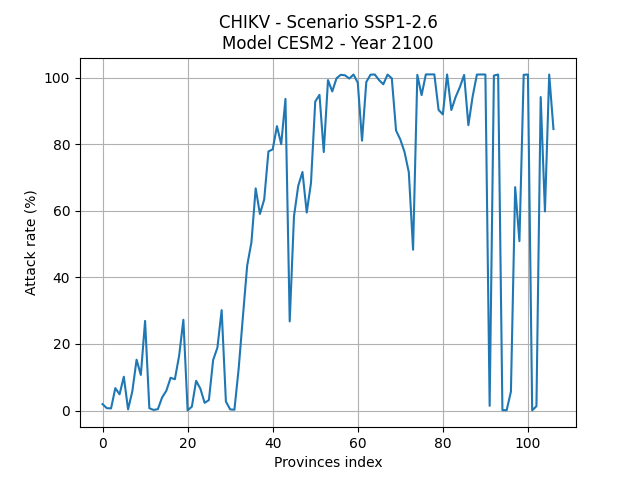 CHIKV - Scenario SSP1-2.6
Model CESM2 - Year 2100
100
80
60
40
20
0
Attack rate (%)
0 20 40 60 80 100
Provinces index